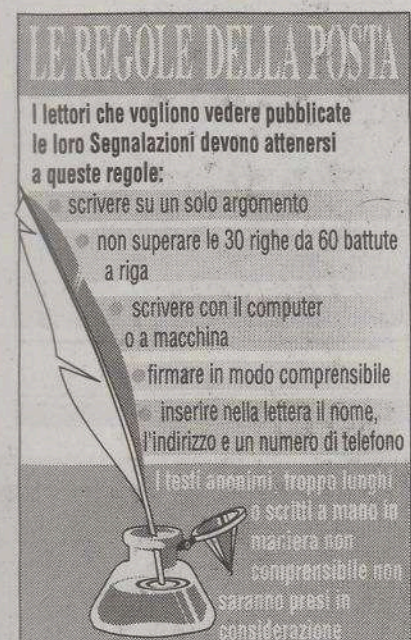 LE REGOLE DELLA POSTA
I lettori che vogliono vedere pubblicate
le loro Segnalazioni devono attenersi
a queste regole:
scrivere su un solo argomento
non superare le 30 righe da 60 battute
a riga
scrivere con il computer
o a macchina
firmare in modo comprensibile
inserire nella lettera il nome,
l'indirizzo e un numero di telefono
I testi anonimi, troppo lunghi
o scritti a mano in
maniera non
comprensibile non
saranno presi in
considerazione